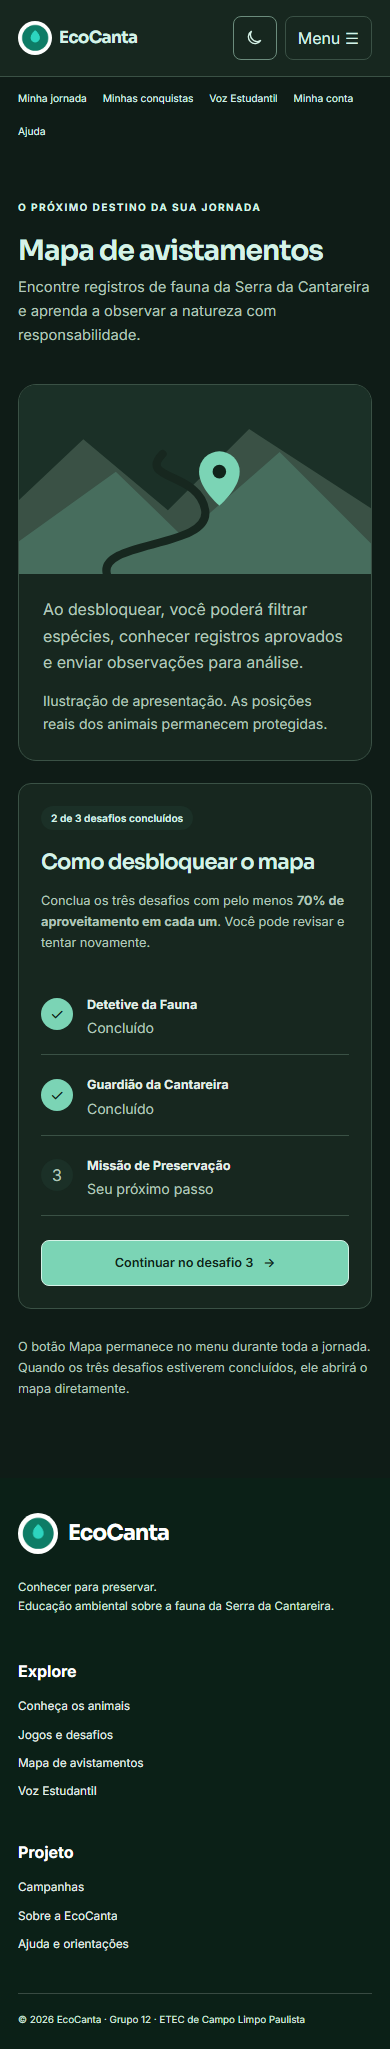 EcoCanta
Menu ☰
Minha jornada Minhas conquistas Voz Estudantil Minha conta
Ajuda
O PRÓXIMO DESTINO DA SUA JORNADA
Mapa de avistamentos
Encontre registros de fauna da Serra da Cantareira
e aprenda a observar a natureza com
responsabilidade.
Ao desbloquear, você poderá filtrar
espécies, conhecer registros aprovados
e enviar observações para análise.
Ilustração de apresentação. As posições
reais dos animais permanecem protegidas.
2 de 3 desafios concluídos
Como desbloquear o mapa
Conclua os três desafios com pelo menos 70% de
aproveitamento em cada um. Você pode revisar e
tentar novamente.
Detetive da Fauna
Concluído
Guardião da Cantareira
Concluído
3
Missão de Preservação
Seu próximo passo
Continuar no desafio 3 →
O botão Mapa permanece no menu durante toda a jornada.
Quando os três desafios estiverem concluídos, ele abrirá o
mapa diretamente.
EcoCanta
Conhecer para preservar.
Educação ambiental sobre a fauna da Serra da Cantareira.
Explore
Conheça os animais
Jogos e desafios
Mapa de avistamentos
Voz Estudantil
Projeto
Campanhas
Sobre a EcoCanta
Ajuda e orientações
© 2026 EcoCanta · Grupo 12 · ETEC de Campo Limpo Paulista